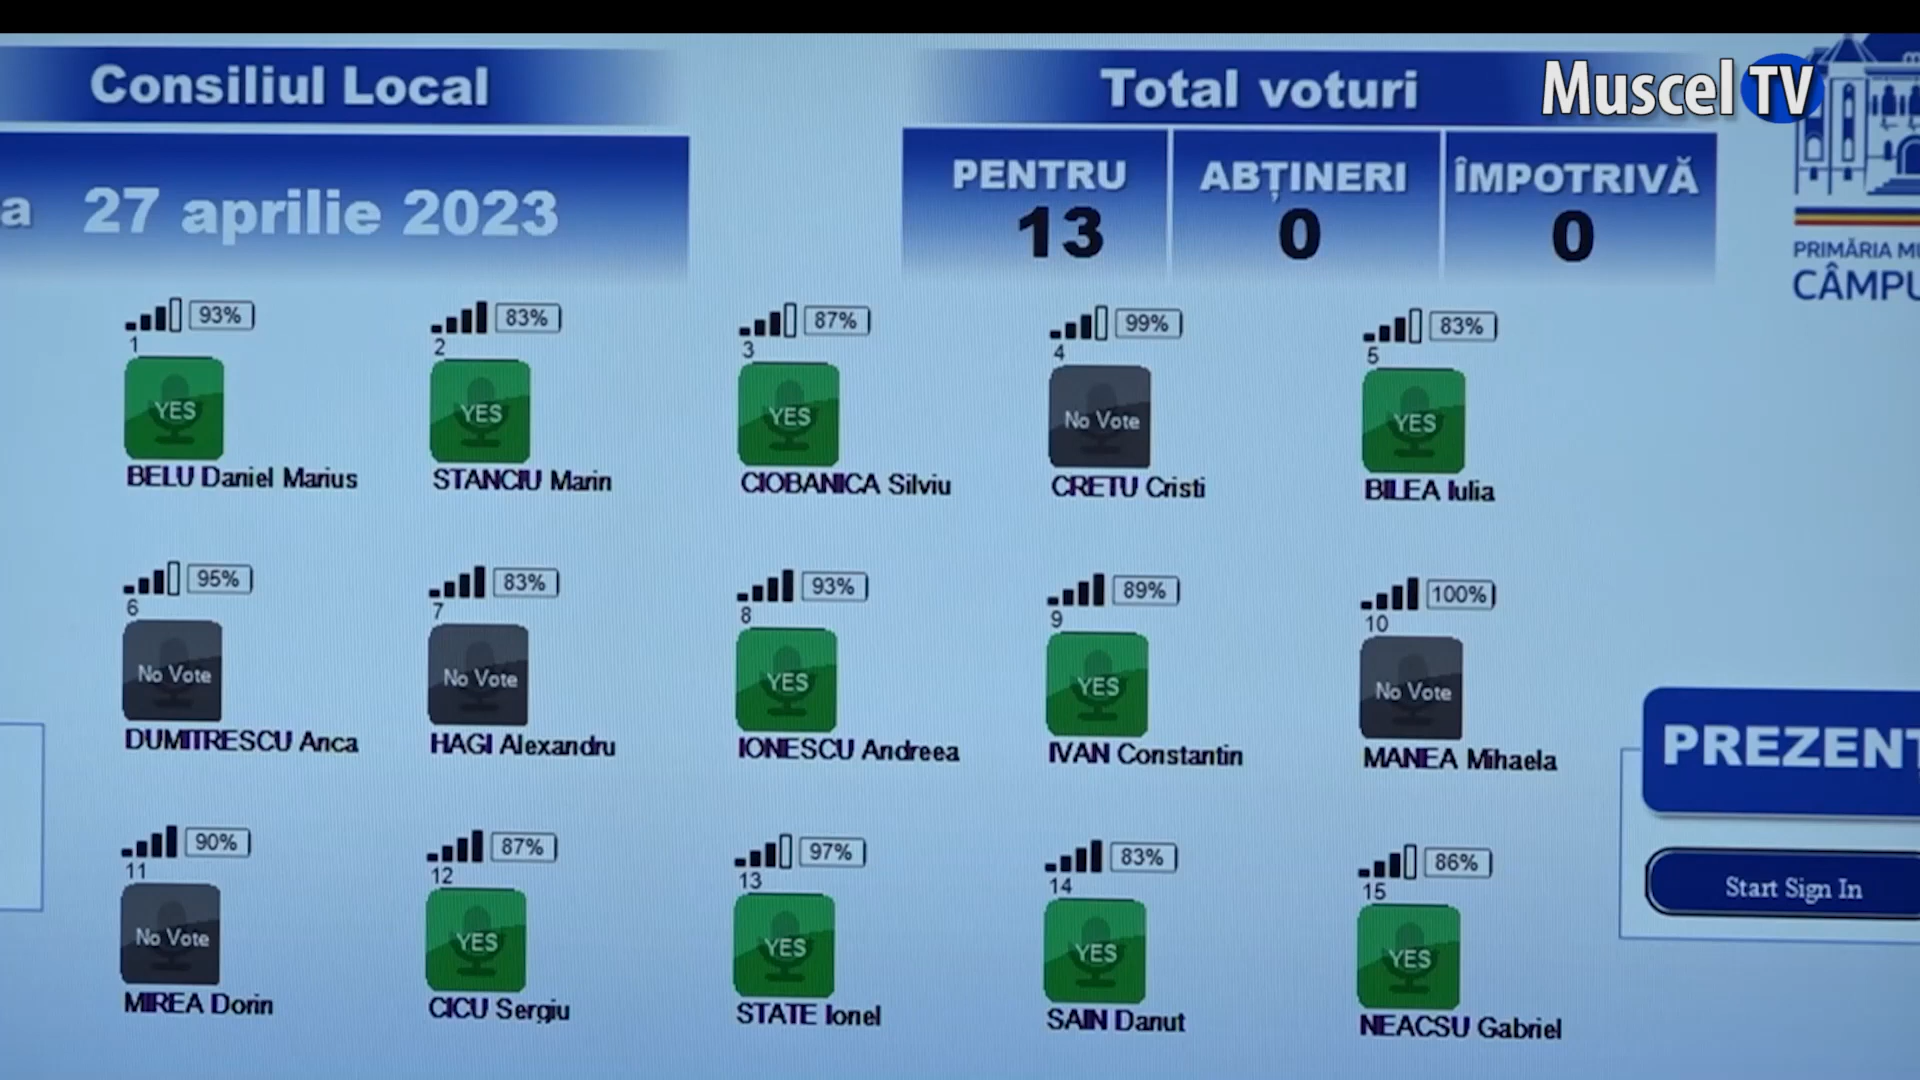 Consiliul Local
Total voturi
Muscel TV
a 27 aprilie 2023
PENTRU
13
ABȚINERI
0
ÎMPOTRIVĂ
0
PRIMĂRIA
CÂMPU
93%
1
YES
BELU Daniel Marius
83%
2
YES
STANCIU Marin
87%
3
YES
CIOBANICA Silviu
99%
4
No Vote
CRETU Cristi
83%
5
YES
BILEA Iulia
95%
6
No Vote
DUMITRESCU Anca
83%
7
No Vote
HAGI Alexandru
93%
8
YES
IONESCU Andreea
89%
9
YES
IVAN Constantin
100%
10
No Vote
MANEA Mihaela
90%
11
No Vote
MIREA Dorin
87%
12
YES
CICU Sergiu
97%
13
YES
STATE Ionel
83%
14
YES
SAIN Danut
86%
15
YES
NEACSU Gabriel
PREZENT
Start Sign In